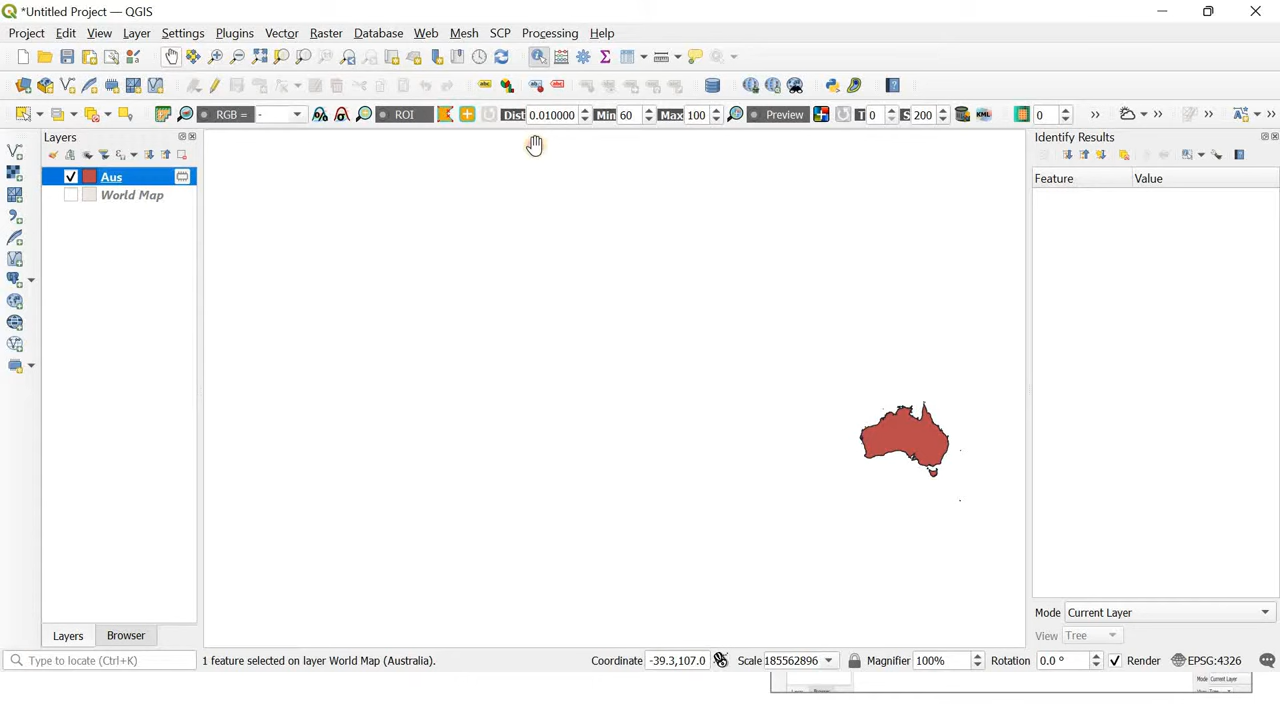 *Untitled Project — QGIS
Project Edit View Layer Settings Plugins Vector Raster Database Web Mesh SCP Processing Help
RGB = - ROI Dist 0.010000 Min 60 Max 100 Preview T 0 S 200 0
Layers
Aus
World Map
Identify Results
Feature Value
Mode Current Layer
View Tree
Layers Browser
Type to locate (Ctrl+K) 1 feature selected on layer World Map (Australia). Coordinate -39.3,107.0 Scale 185562896 Magnifier 100% Rotation 0.0 ° Render EPSG:4326
Mode Current Layer